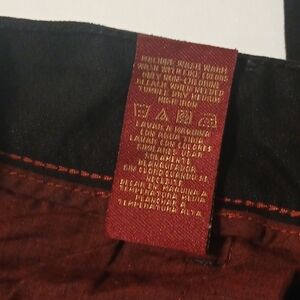 MACHINE WASH WARM
WASH WITH LIKE COLORS
ONLY NON-CHLORINE
BLEACH WHEN NEEDED
TUMBLE DRY MEDIUM
HIGH IRON
LAVAR A MAQUINA
CON AGUA TIBIA
LAVAR CON COLORES
SIMILARES USAR
SOLAMENTE
BLANQUEADOR
SIN CLORO CUANDO SEA
NECESARIO
SECAR EN MAQUINA A
TEMPERATURA MEDIA
PLANCHAR A
TEMPERATURA ALTA